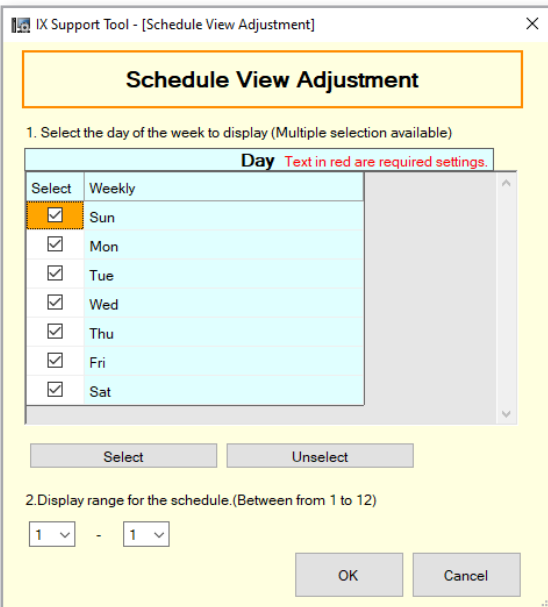 IX Support Tool - [Schedule View Adjustment]
Schedule View Adjustment
1. Select the day of the week to display (Multiple selection available)
Day Text in red are required settings.
Select Weekly
Sun
Mon
Tue
Wed
Thu
Fri
Sat
Select Unselect
2.Display range for the schedule.(Between from 1 to 12)
1 - 1
OK Cancel